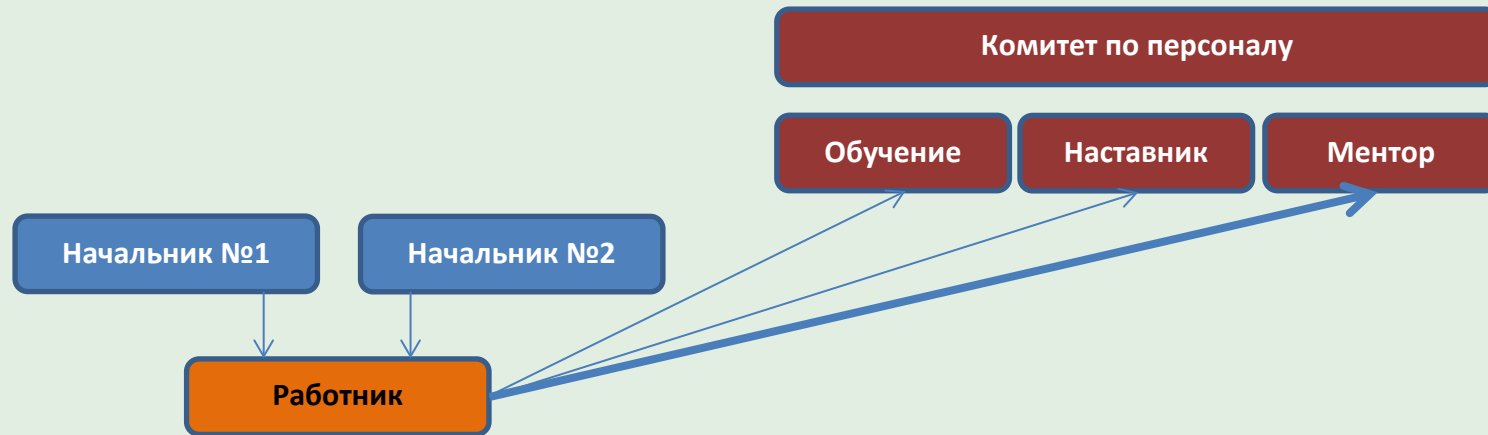 Комитет по персоналу
Обучение
Наставник
Ментор
Начальник №1
Начальник №2
Работник